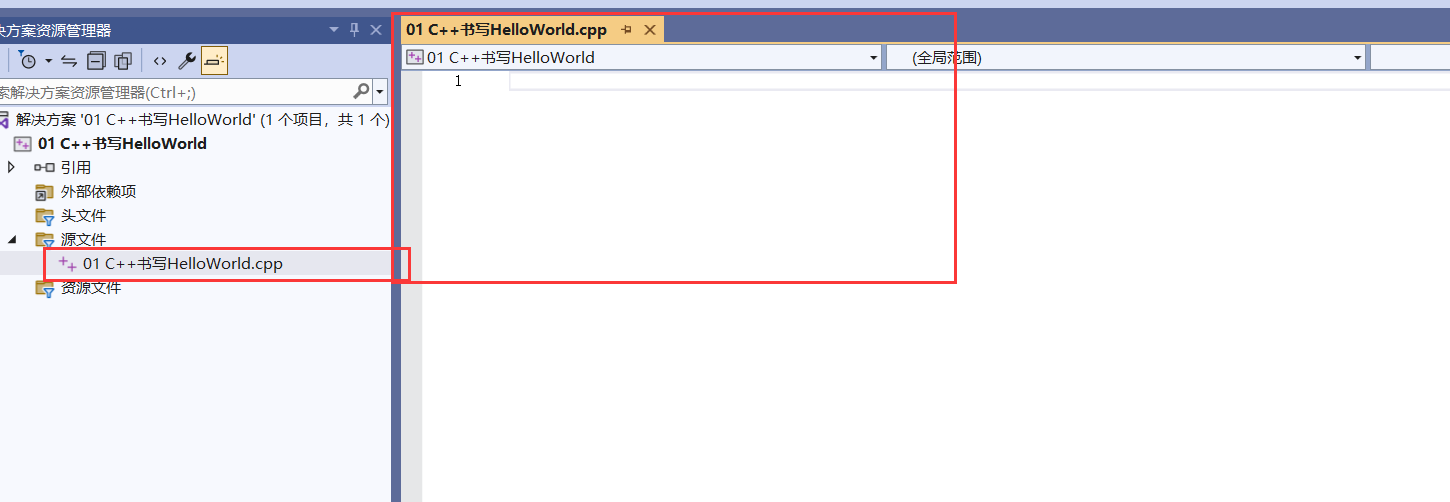 决方案资源管理器
索解决方案资源管理器(Ctrl+;)
解决方案 '01 C++书写HelloWorld' (1 个项目，共 1 个)
01 C++书写HelloWorld
引用
外部依赖项
头文件
源文件
01 C++书写HelloWorld.cpp
资源文件
01 C++书写HelloWorld.cpp
01 C++书写HelloWorld
(全局范围)
1